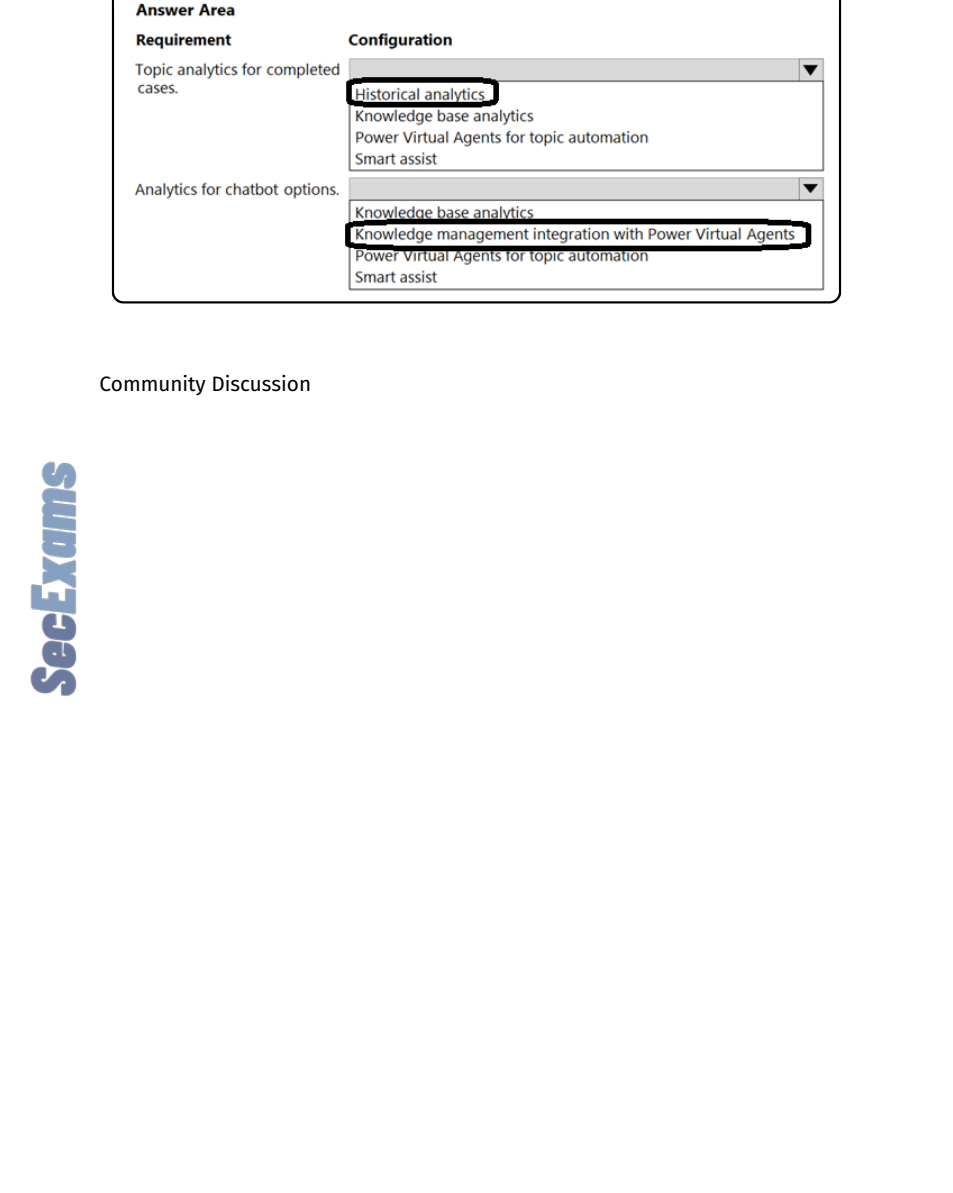 Answer Area
Requirement Configuration
Topic analytics for completed
cases.
Historical analytics
Knowledge base analytics
Power Virtual Agents for topic automation
Smart assist
Analytics for chatbot options.
Knowledge base analytics
Knowledge management integration with Power Virtual Agents
Power Virtual Agents for topic automation
Smart assist
Community Discussion
SecExams